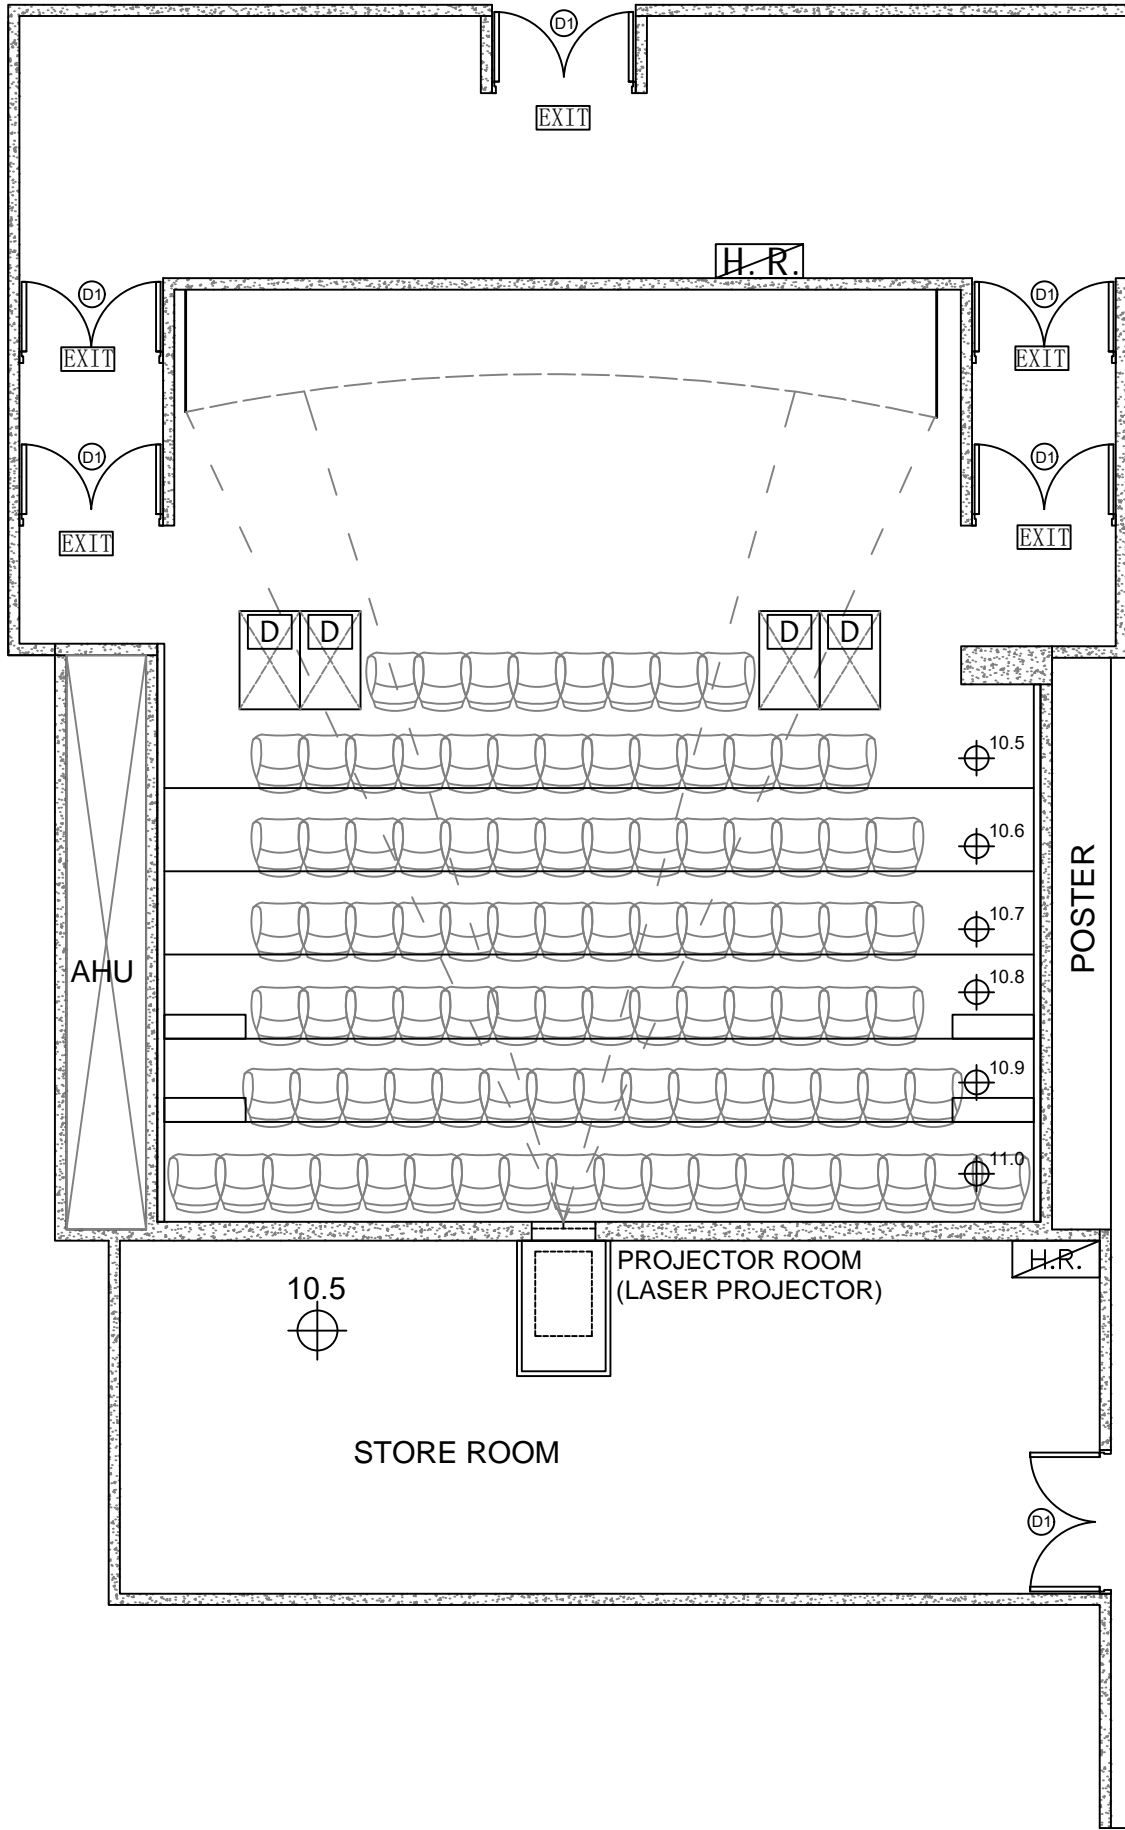 D1
EXIT
H. R.
D1
D1
EXIT
EXIT
D1
D1
EXIT
EXIT
D
D
D
D
10.5
10.6
10.7
POSTER
AHU
10.8
10.9
11.0
PROJECTOR ROOM
(LASER PROJECTOR)
H.R.
10.5
STORE ROOM
D1